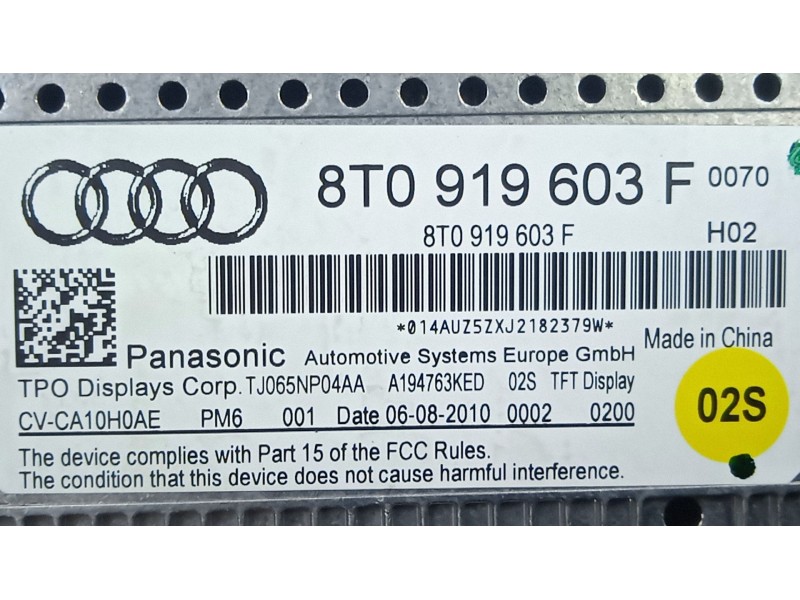 8T0 919 603 F 0070
8T0 919 603 F H02
*014AUZ5ZXJ2182379W*
Panasonic Automotive Systems Europe GmbH Made in China
TPO Displays Corp. TJ065NP04AA A194763KED 02S TFT Display
CV-CA10H0AE PM6 001 Date 06-08-2010 0002 0200
02S
The device complies with Part 15 of the FCC Rules.
The condition that this device does not cause harmful interference.